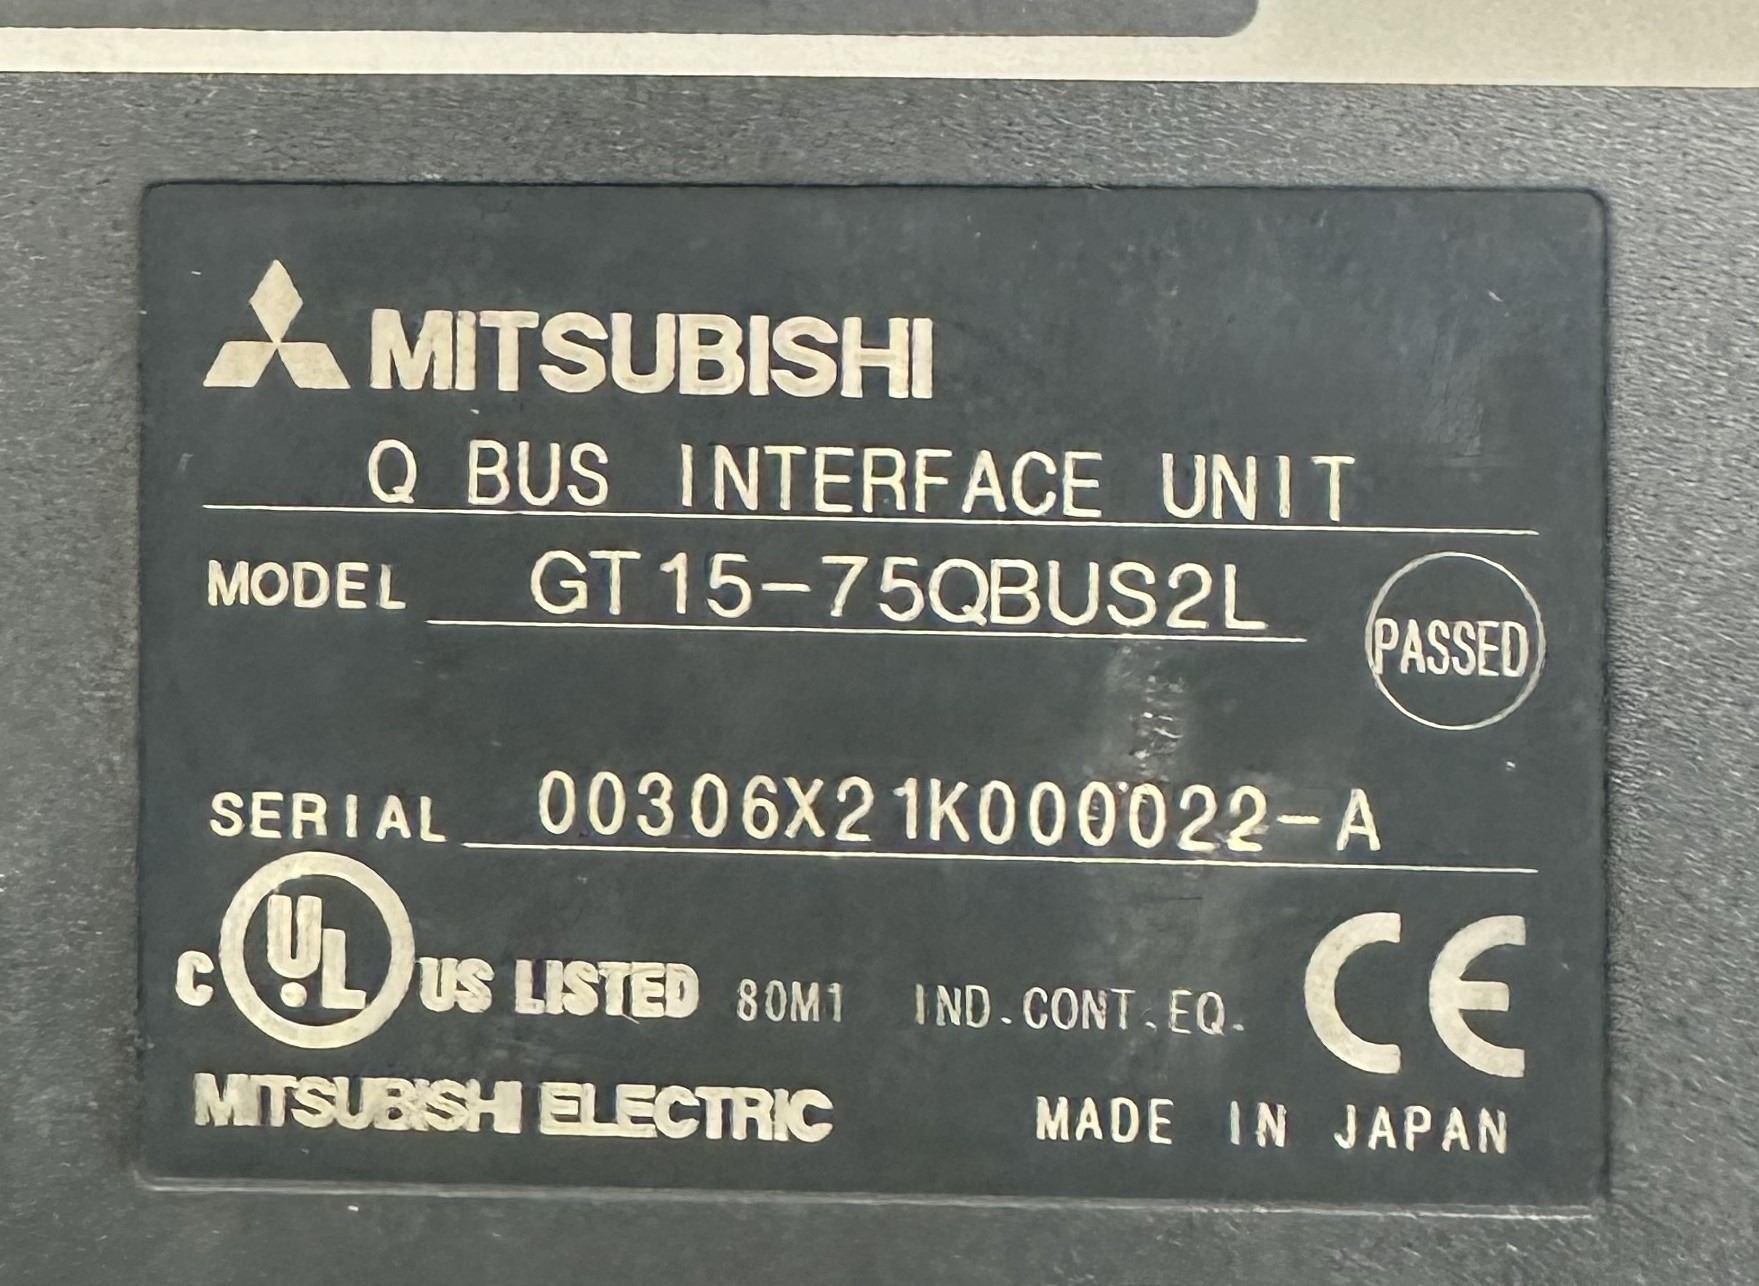 MITSUBISHI
Q BUS INTERFACE UNIT
MODEL GT15-75QBUS2L
PASSED
SERIAL 00306X21K000022-A
C UL US LISTED 80M1 IND.CONT.EQ. CE
MITSUBISHI ELECTRIC MADE IN JAPAN